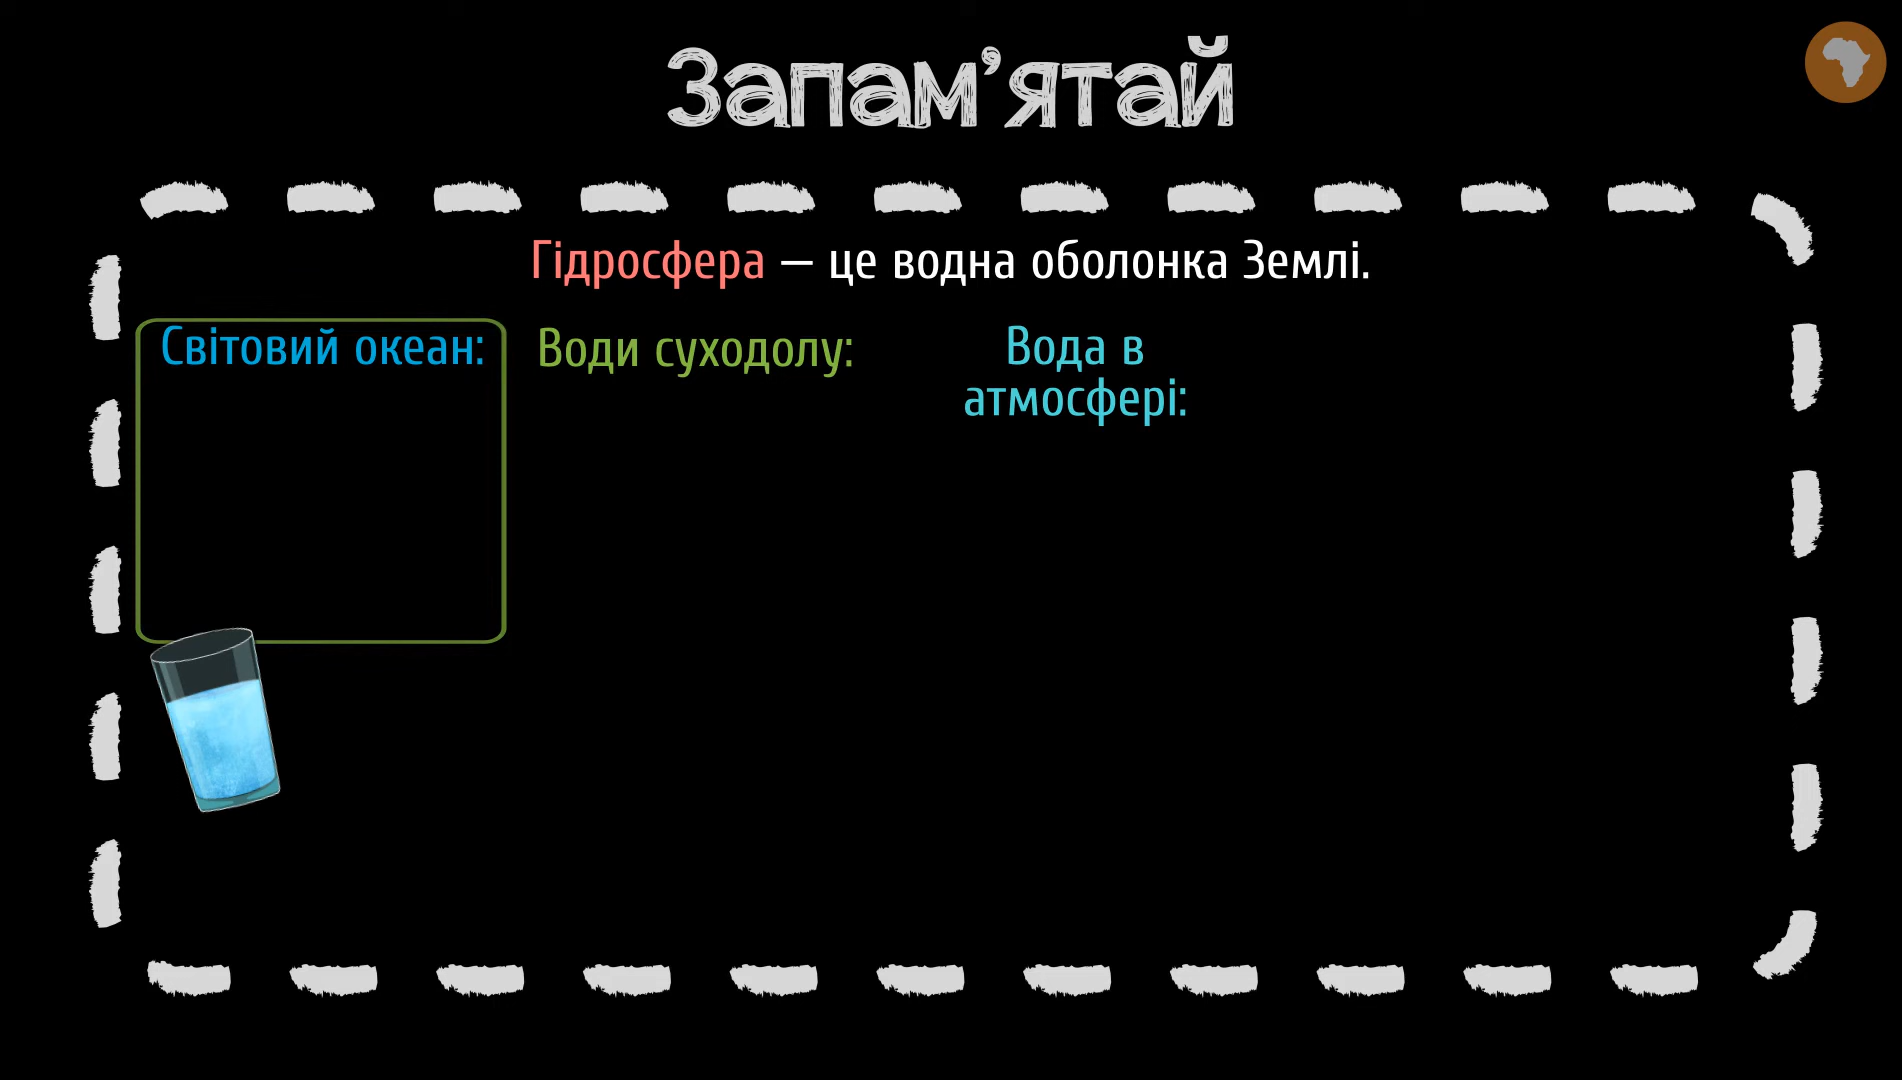 Запам’ятай
Гідросфера — це водна оболонка Землі.
Світовий океан:
Води суходолу:
Вода в
атмосфері: